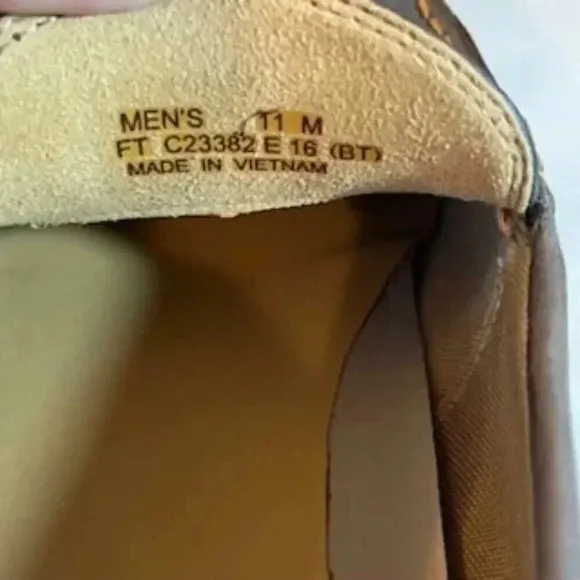 MEN'S 11 M
FT C23382 E 16 (BT)
MADE IN VIETNAM